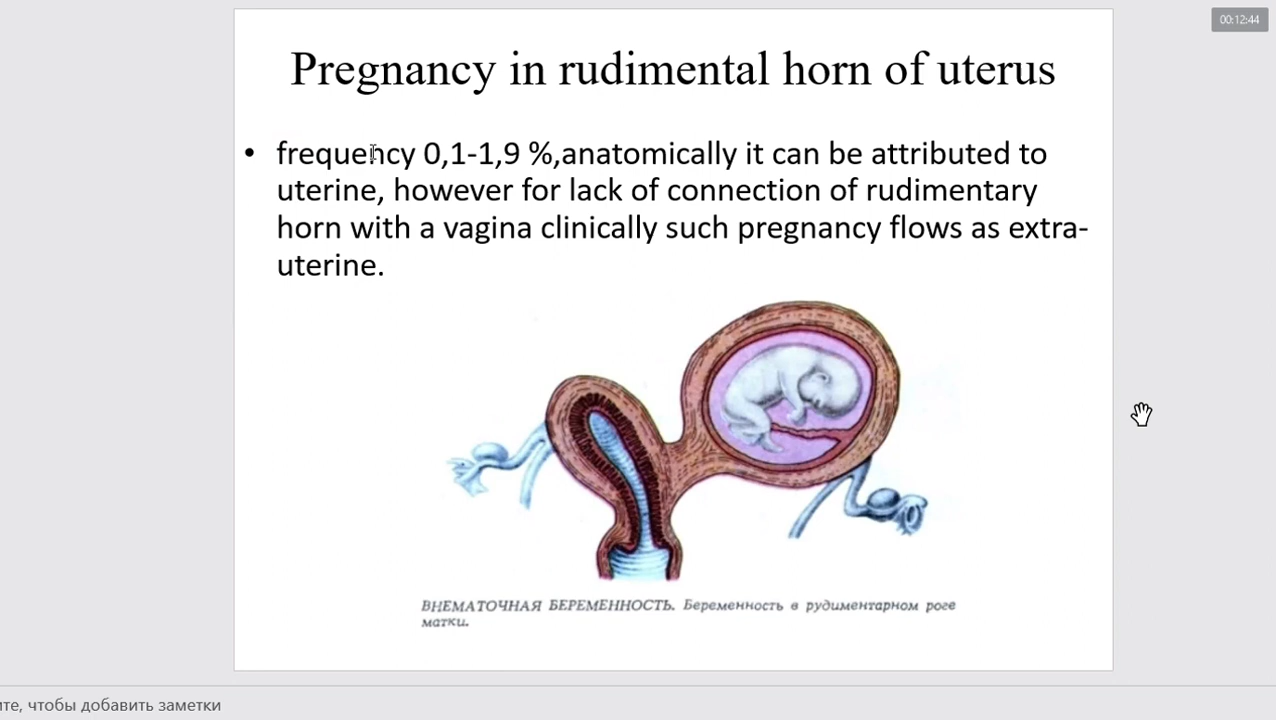 00:12:44
Pregnancy in rudimental horn of uterus
• frequency 0,1-1,9 %,anatomically it can be attributed to
uterine, however for lack of connection of rudimentary
horn with a vagina clinically such pregnancy flows as extra-
uterine.
ВНЕМАТОЧНАЯ БЕРЕМЕННОСТЬ. Беременность в рудиментарном роге
матки.
те, чтобы добавить заметки